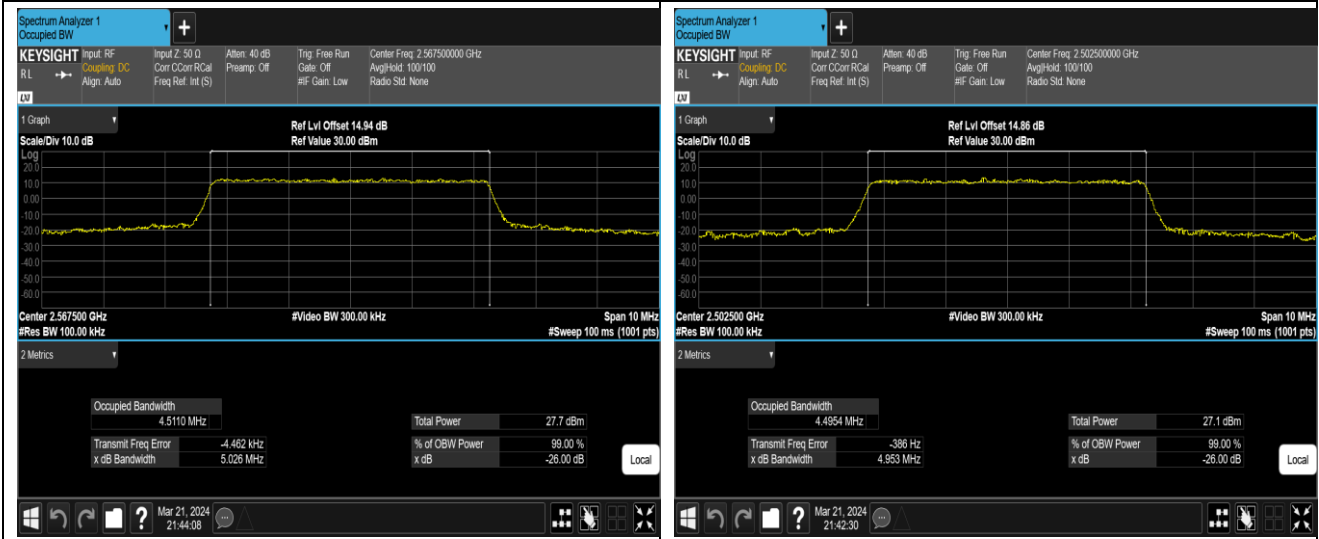 Spectrum Analyzer 1
Occupied BW
+
KEYSIGHT Input: RF Input Z: 50 Ω Atten: 40 dB Trig: Free Run Center Freq: 2.567500000 GHz
RL Coupling: DC Corr CCorr RCal Preamp: Off Gate: Off Avg|Hold: 100/100
Align: Auto Freq Ref: Int (S) #IF Gain: Low Radio Std: None
LXI
1 Graph
Ref Lvl Offset 14.94 dB
Scale/Div 10.0 dB Ref Value 30.00 dBm
Log
20.0
10.0
0.00
-10.0
-20.0
-30.0
-40.0
-50.0
-60.0
Center 2.567500 GHz #Video BW 300.00 kHz Span 10 MHz
#Res BW 100.00 kHz #Sweep 100 ms (1001 pts)
2 Metrics
Occupied Bandwidth
4.5110 MHz Total Power 27.7 dBm
Transmit Freq Error -4.462 kHz % of OBW Power 99.00 %
x dB Bandwidth 5.026 MHz x dB -26.00 dB
Local
? Mar 21, 2024
21:44:08
Spectrum Analyzer 1
Occupied BW
+
KEYSIGHT Input: RF Input Z: 50 Ω Atten: 40 dB Trig: Free Run Center Freq: 2.502500000 GHz
RL Coupling: DC Corr CCorr RCal Preamp: Off Gate: Off Avg|Hold: 100/100
Align: Auto Freq Ref: Int (S) #IF Gain: Low Radio Std: None
LXI
1 Graph
Ref Lvl Offset 14.86 dB
Scale/Div 10.0 dB Ref Value 30.00 dBm
Log
20.0
10.0
0.00
-10.0
-20.0
-30.0
-40.0
-50.0
-60.0
Center 2.502500 GHz #Video BW 300.00 kHz Span 10 MHz
#Res BW 100.00 kHz #Sweep 100 ms (1001 pts)
2 Metrics
Occupied Bandwidth
4.4954 MHz Total Power 27.1 dBm
Transmit Freq Error -386 Hz % of OBW Power 99.00 %
x dB Bandwidth 4.953 MHz x dB -26.00 dB
Local
? Mar 21, 2024
21:42:30